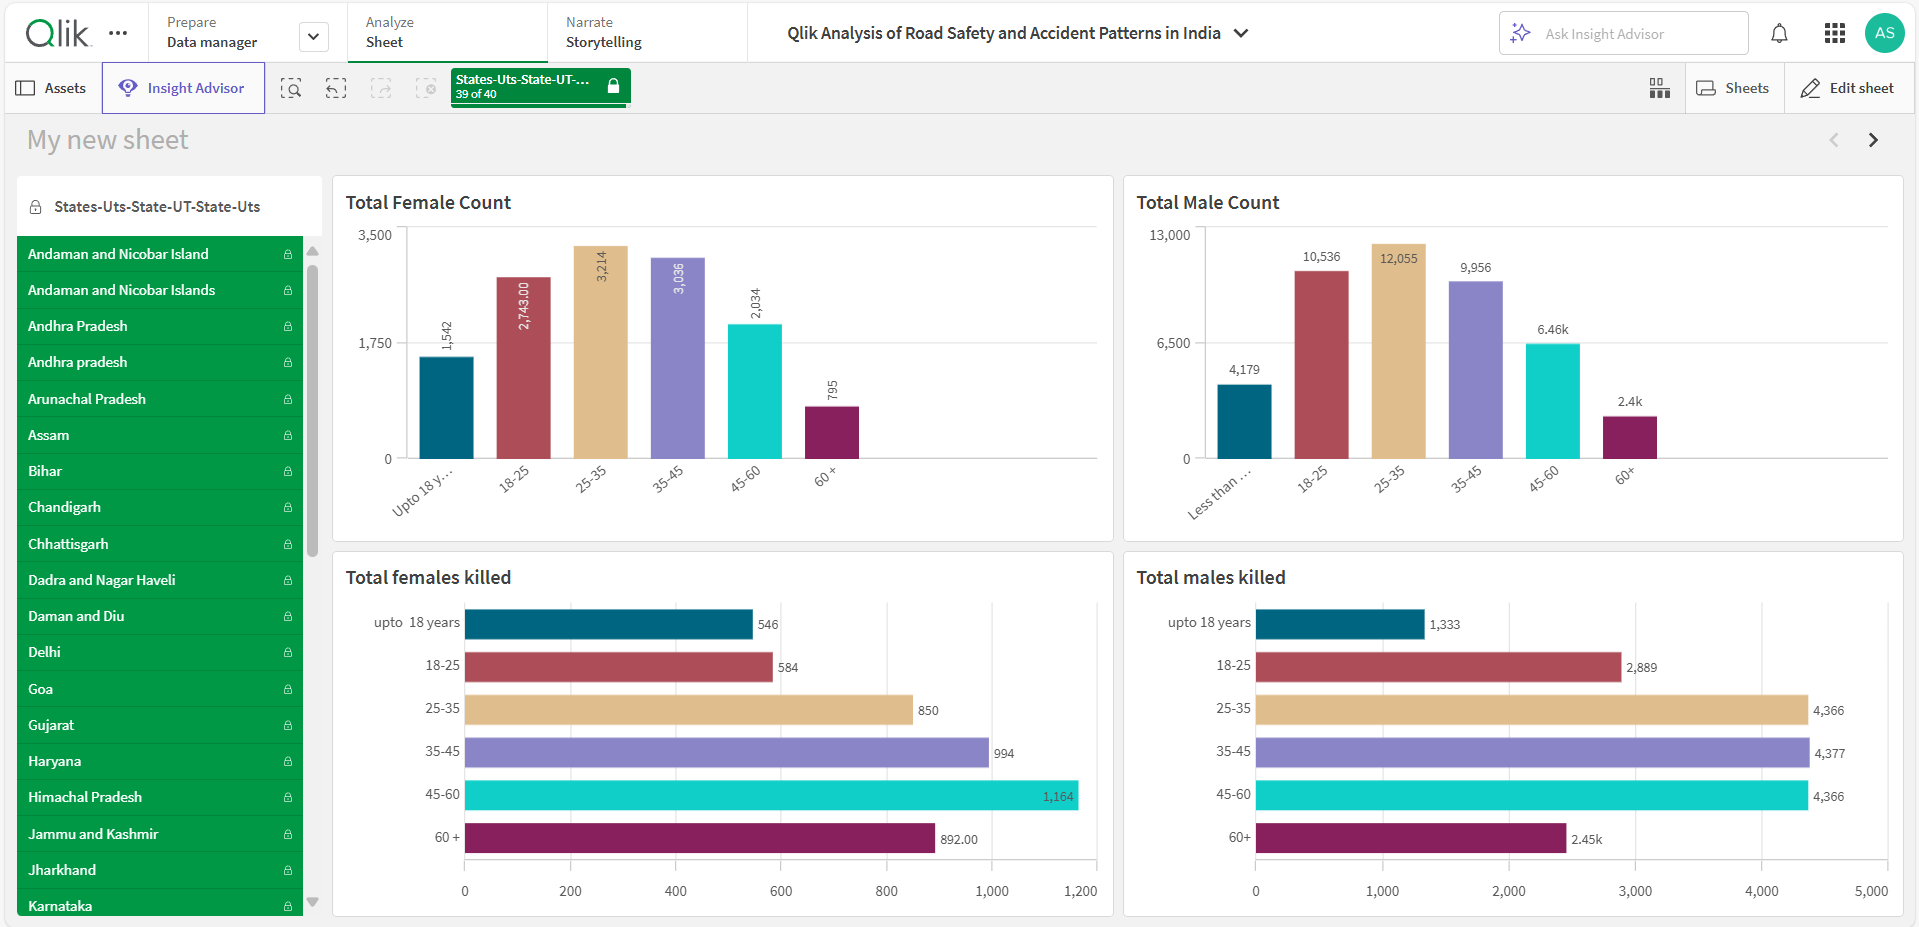 Qlik
Prepare
Data manager
Analyze
Sheet
Narrate
Storytelling
Qlik Analysis of Road Safety and Accident Patterns in India
Ask Insight Advisor
AS
Assets
Insight Advisor
States-Uts-State-UT-...
39 of 40
Sheets
Edit sheet
My new sheet
States-Uts-State-UT-State-Uts
Andaman and Nicobar Island
Andaman and Nicobar Islands
Andhra Pradesh
Andhra pradesh
Arunachal Pradesh
Assam
Bihar
Chandigarh
Chhattisgarh
Dadra and Nagar Haveli
Daman and Diu
Delhi
Goa
Gujarat
Haryana
Himachal Pradesh
Jammu and Kashmir
Jharkhand
Karnataka
Total Female Count
3,500
1,750
0
1,542
2,743.00
3,214
3,036
2,034
795
Upto 18 y...
18-25
25-35
35-45
45-60
60 +
Total Male Count
13,000
6,500
0
4,179
10,536
12,055
9,956
6.46k
2.4k
Less than ...
18-25
25-35
35-45
45-60
60+
Total females killed
upto 18 years
546
18-25
584
25-35
850
35-45
994
45-60
1,164
60 +
892.00
0
200
400
600
800
1,000
1,200
Total males killed
upto 18 years
1,333
18-25
2,889
25-35
4,366
35-45
4,377
45-60
4,366
60+
2.45k
0
1,000
2,000
3,000
4,000
5,000